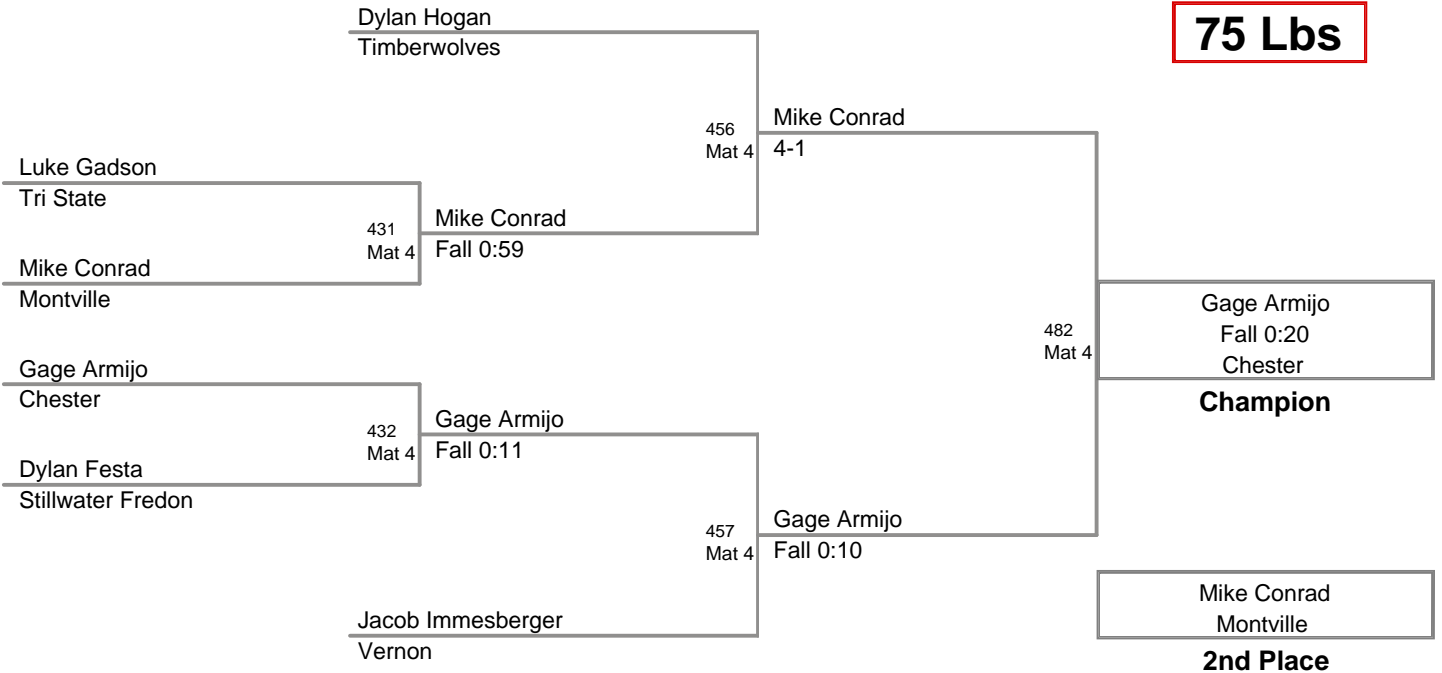 Dylan Hogan
Timberwolves
75 Lbs
456
Mat 4
Mike Conrad
4-1
Luke Gadson
Tri State
431
Mat 4
Mike Conrad
Fall 0:59
Mike Conrad
Montville
Gage Armijo
Fall 0:20
Chester
Champion
482
Mat 4
Gage Armijo
Chester
432
Mat 4
Gage Armijo
Fall 0:11
Dylan Festa
Stillwater Fredon
457
Mat 4
Gage Armijo
Fall 0:10
Jacob Immesberger
Vernon
Mike Conrad
Montville
2nd Place